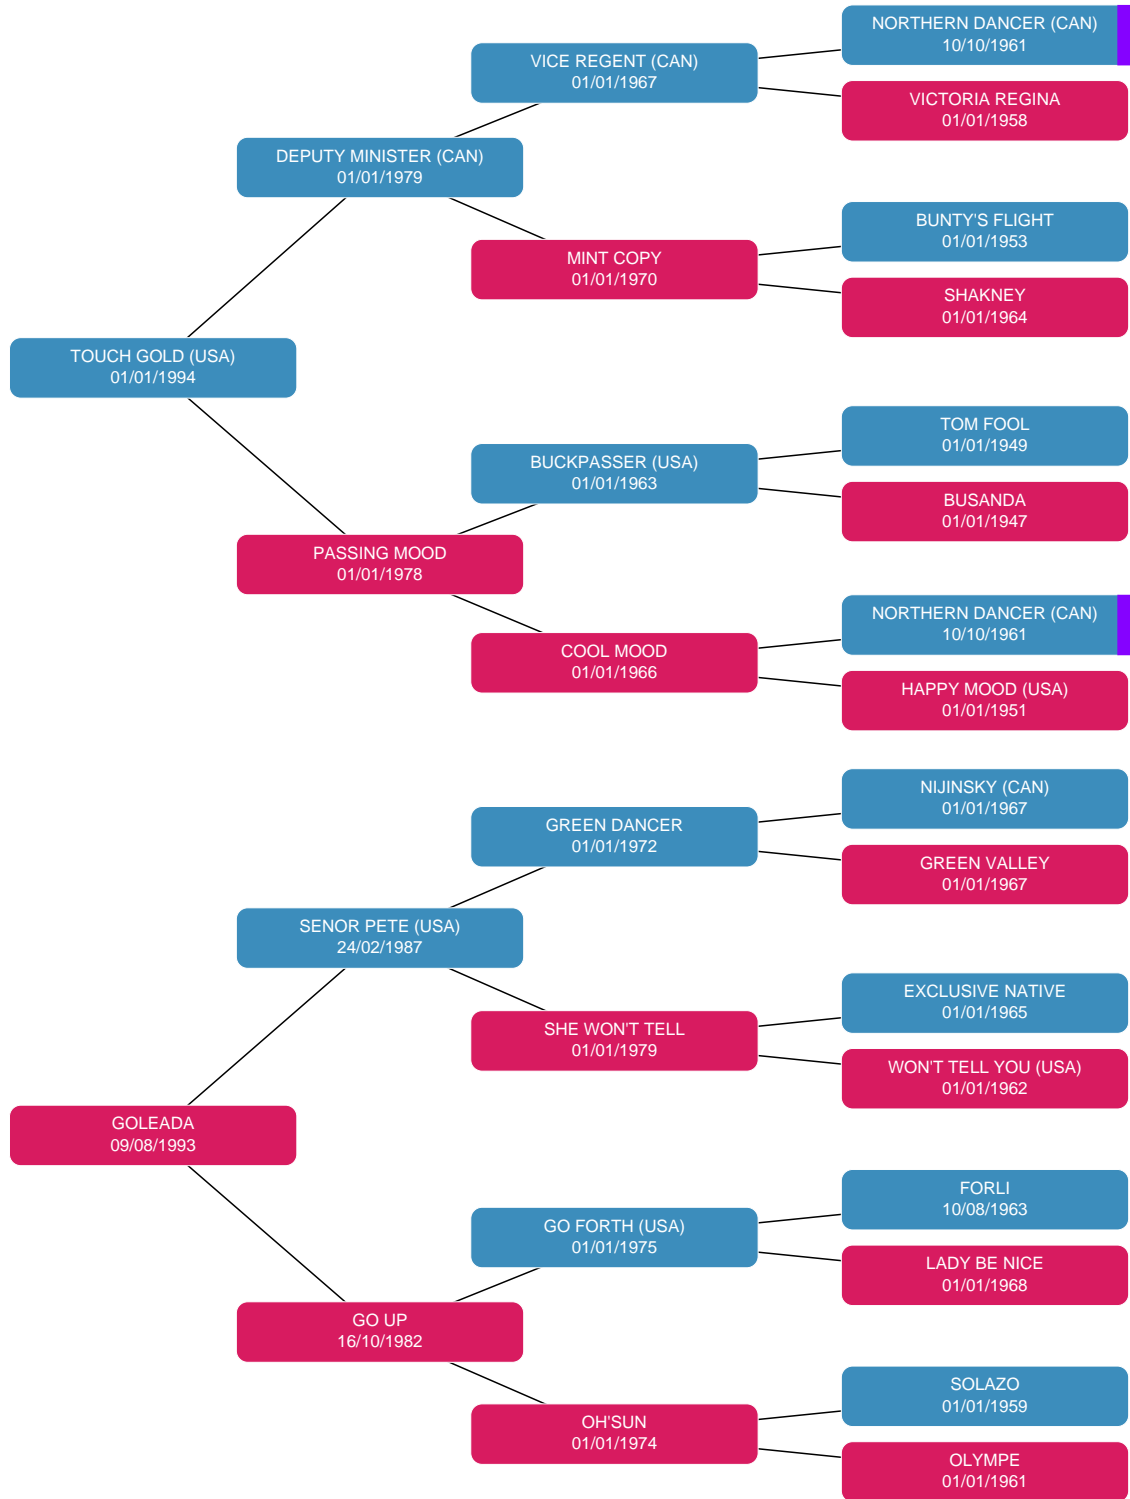 NORTHERN DANCER (CAN)
10/10/1961
VICE REGENT (CAN)
01/01/1967
VICTORIA REGINA
01/01/1958
DEPUTY MINISTER (CAN)
01/01/1979
BUNTY'S FLIGHT
01/01/1953
MINT COPY
01/01/1970
SHAKNEY
01/01/1964
TOUCH GOLD (USA)
01/01/1994
TOM FOOL
01/01/1949
BUCKPASSER (USA)
01/01/1963
BUSANDA
01/01/1947
PASSING MOOD
01/01/1978
NORTHERN DANCER (CAN)
10/10/1961
COOL MOOD
01/01/1966
HAPPY MOOD (USA)
01/01/1951
NIJINSKY (CAN)
01/01/1967
GREEN DANCER
01/01/1972
GREEN VALLEY
01/01/1967
SENOR PETE (USA)
24/02/1987
EXCLUSIVE NATIVE
01/01/1965
SHE WON'T TELL
01/01/1979
WON'T TELL YOU (USA)
01/01/1962
GOLEADA
09/08/1993
FORLI
10/08/1963
GO FORTH (USA)
01/01/1975
LADY BE NICE
01/01/1968
GO UP
16/10/1982
SOLAZO
01/01/1959
OH'SUN
01/01/1974
OLYMPE
01/01/1961